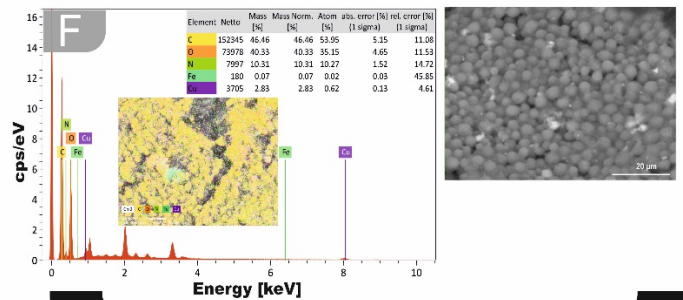 F
Element Netto Mass [%] Mass Norm. [%] Atom [%] abs. error [%] (1 sigma) rel. error [%] (1 sigma)
C 152345 46.46 46.46 53.95 5.15 11.08
O 73978 40.33 40.33 35.15 4.65 11.53
N 7997 10.31 10.31 10.27 1.52 14.72
Fe 180 0.07 0.07 0.02 0.03 45.85
Cu 3705 2.83 2.83 0.62 0.13 4.61
cps/eV
16
14
12
10
8
6
4
2
0
N
O Cu
C Fe
Fe
Cu
0 2 4 6 8 10
Energy [keV]
20 µm